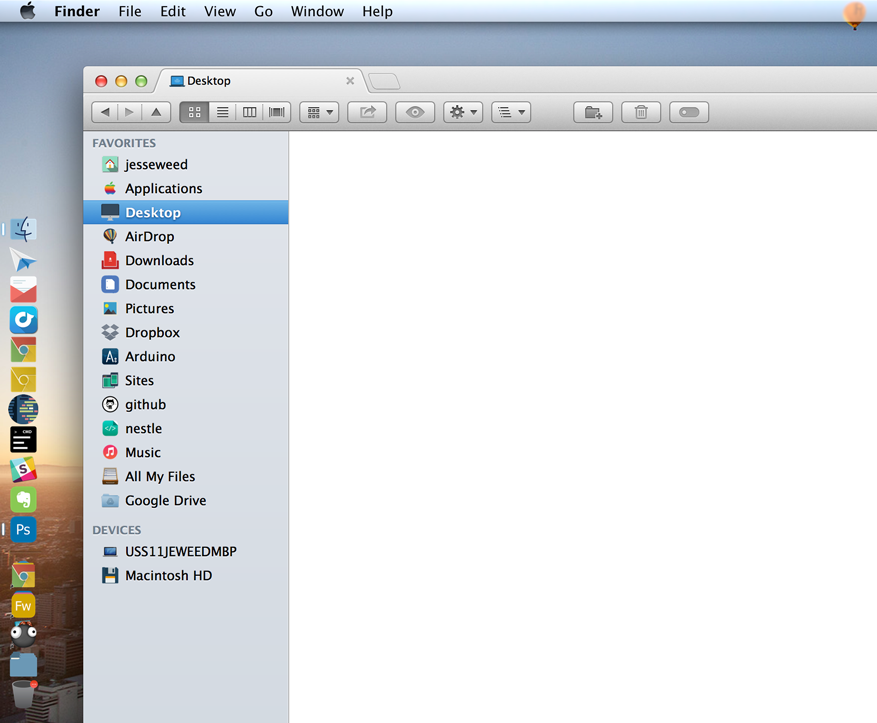 Finder File Edit View Go Window Help
Desktop
FAVORITES
jesseweed
Applications
Desktop
AirDrop
Downloads
Documents
Pictures
Dropbox
Arduino
Sites
github
nestle
Music
All My Files
Google Drive
DEVICES
USS11JEWEEDMBP
Macintosh HD
CMD
S
Ps
Fw